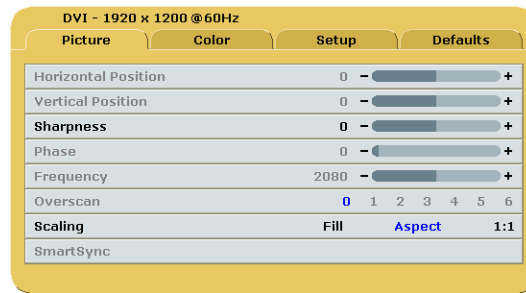 DVI - 1920 x 1200 @60Hz
Picture Color Setup Defaults
Horizontal Position 0 - +
Vertical Position 0 - +
Sharpness 0 - +
Phase 0 - +
Frequency 2080 - +
Overscan 0 1 2 3 4 5 6
Scaling Fill Aspect 1:1
SmartSync